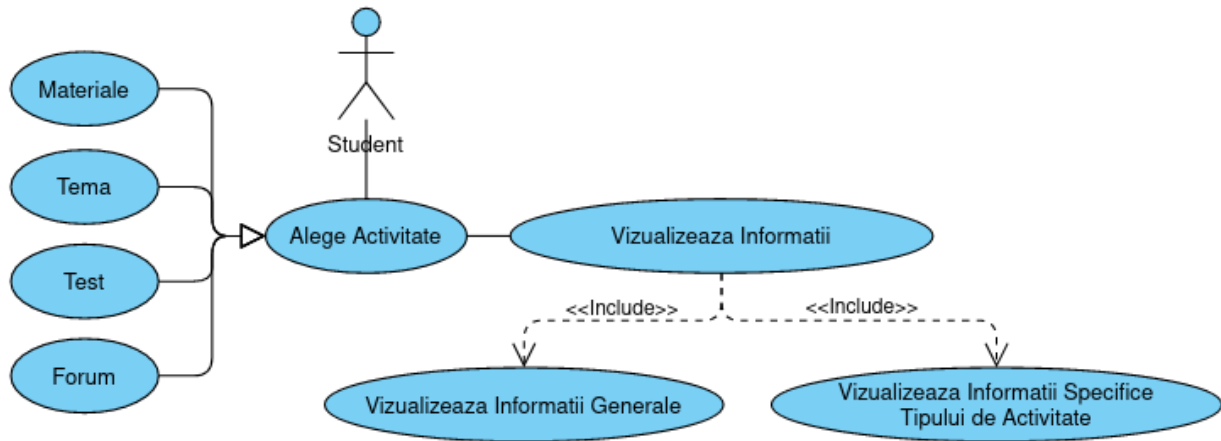 Student
Materiale
Tema
Test
Forum
Alege Activitate
Vizualizeaza Informatii
<<Include>>
<<Include>>
Vizualizeaza Informatii Generale
Vizualizeaza Informatii Specifice
Tipului de Activitate